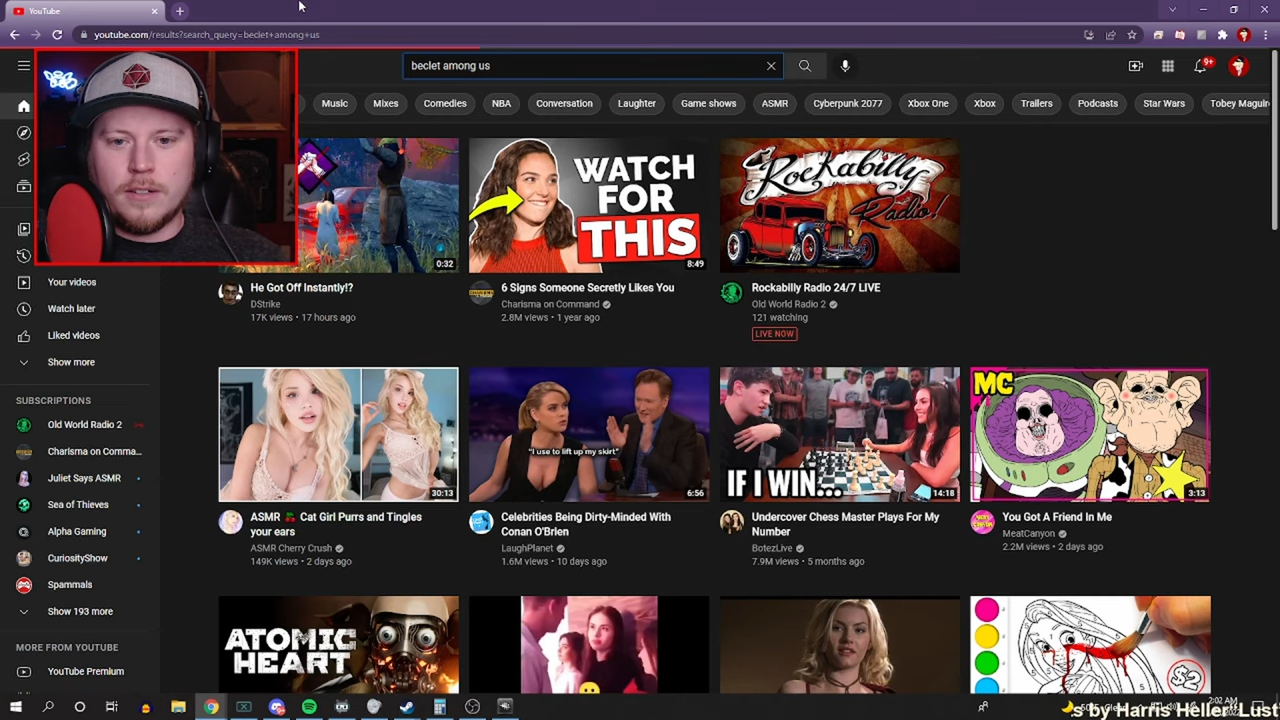 YouTube
youtube.com/results?search_query=beclet+among+us
beclet among us
9+
Music
Mixes
Comedies
NBA
Conversation
Laughter
Game shows
ASMR
Cyberpunk 2077
Xbox One
Xbox
Trailers
Podcasts
Star Wars
Tobey Maguir
0:32
WATCH
FOR
THIS
8:49
Rockabilly
Radio!
He Got Off Instantly!?
DStrike
17K views • 17 hours ago
6 Signs Someone Secretly Likes You
Charisma on Command
2.8M views • 1 year ago
Rockabilly Radio 24/7 LIVE
Old World Radio 2
121 watching
LIVE NOW
Your videos
Watch later
Liked videos
Show more
SUBSCRIPTIONS
Old World Radio 2
Charisma on Comma...
Juliet Says ASMR
Sea of Thieves
Alpha Gaming
CuriosityShow
Spammals
Show 193 more
MORE FROM YOUTUBE
YouTube Premium
30:13
"I use to lift up my skirt"
6:56
IF I WIN...
14:18
MC
3:13
ASMR 🍒 Cat Girl Purrs and Tingles
your ears
ASMR Cherry Crush
149K views • 2 days ago
Celebrities Being Dirty-Minded With
Conan O'Brien
LaughPlanet
1.6M views • 10 days ago
Undercover Chess Master Plays For My
Number
BotezLive
7.9M views • 5 months ago
You Got A Friend In Me
MeatCanyon
2.2M views • 2 days ago
ATOMIC
HEART
$2
2:02 AM
.s by Harris Heller Lust